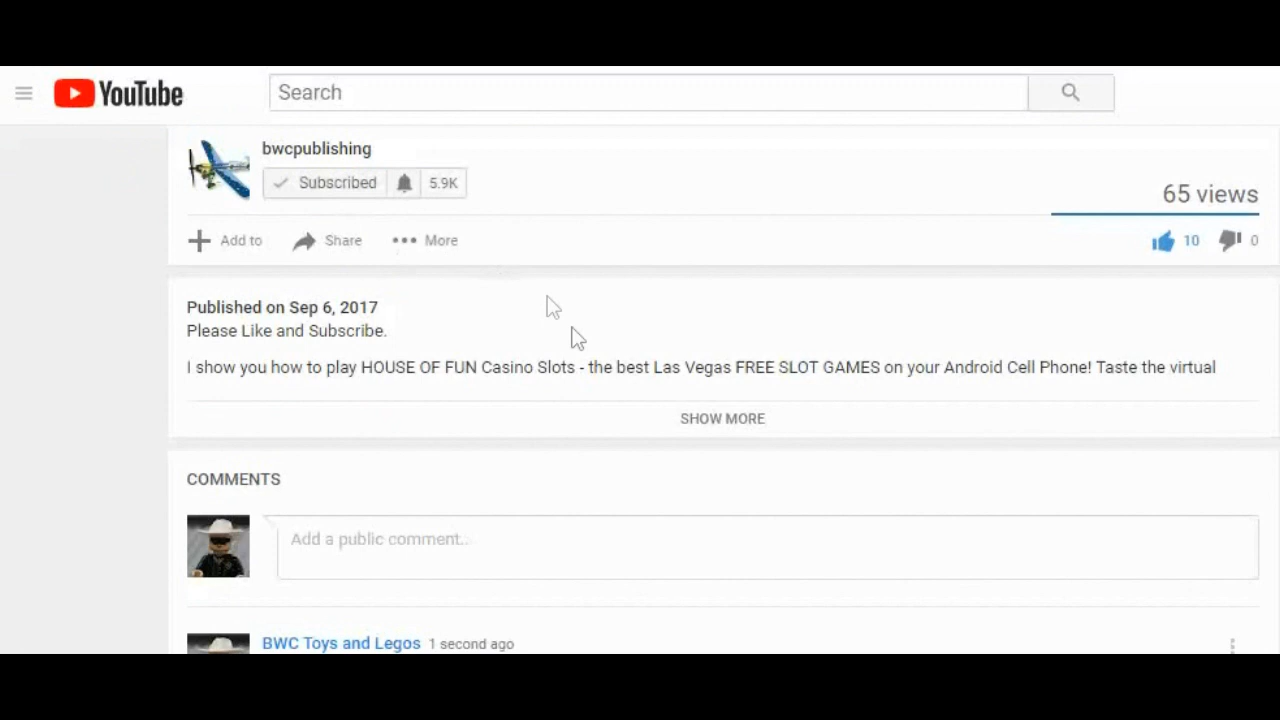 YouTube
Search
bwcpublishing
Subscribed 5.9K
65 views
Add to Share More 10 0
Published on Sep 6, 2017
Please Like and Subscribe.
I show you how to play HOUSE OF FUN Casino Slots - the best Las Vegas FREE SLOT GAMES on your Android Cell Phone! Taste the virtual
SHOW MORE
COMMENTS
Add a public comment..
BWC Toys and Legos 1 second ago